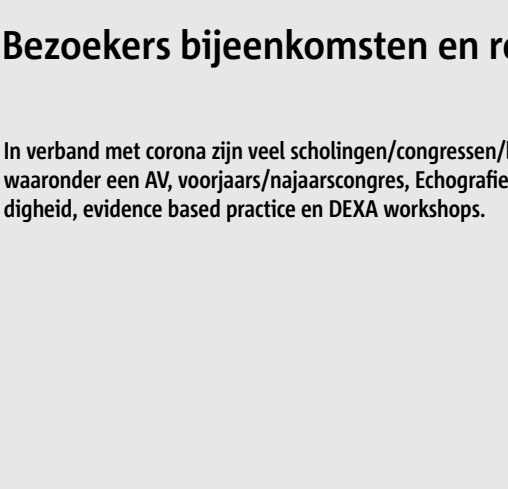 Bezoekers bijeenkomsten en
In verband met corona zijn veel scholingen/congressen/
waaronder een AV, voorjaars/najaarscongres, Echografie
digheid, evidence based practice en DEXA workshops.